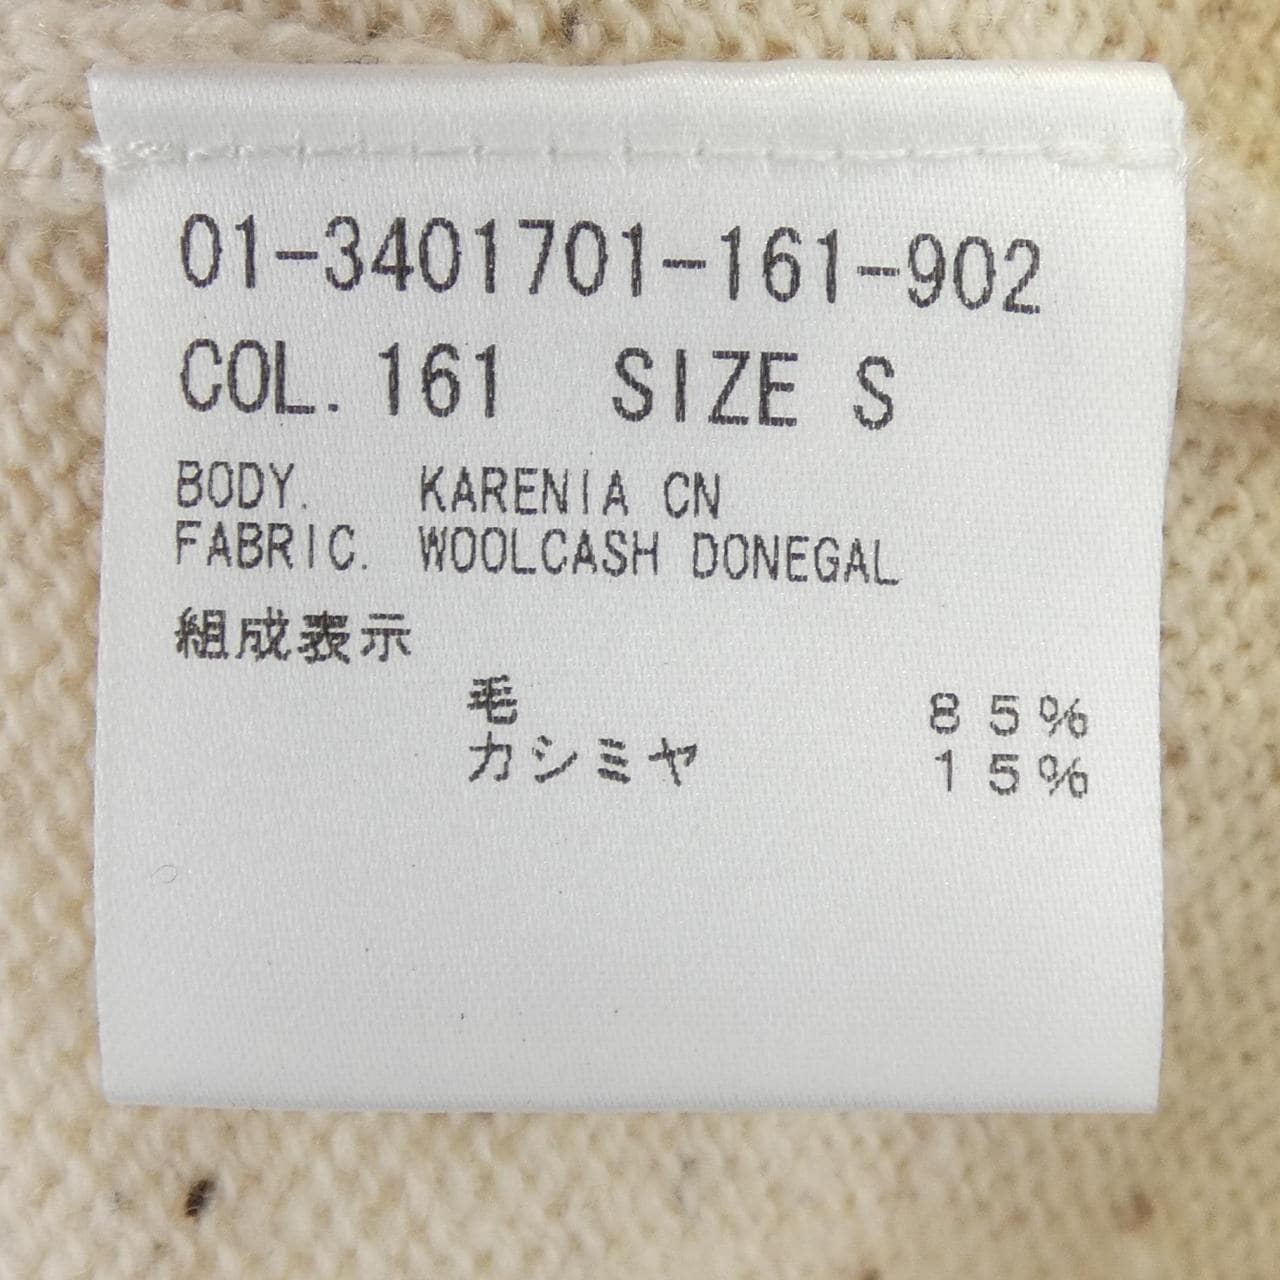 01-3401701-161-902
COL. 161 SIZE S
BODY. KARENIA CN
FABRIC. WOOLCASH DONEGAL
組成表示
毛 85%
カシミヤ 15%